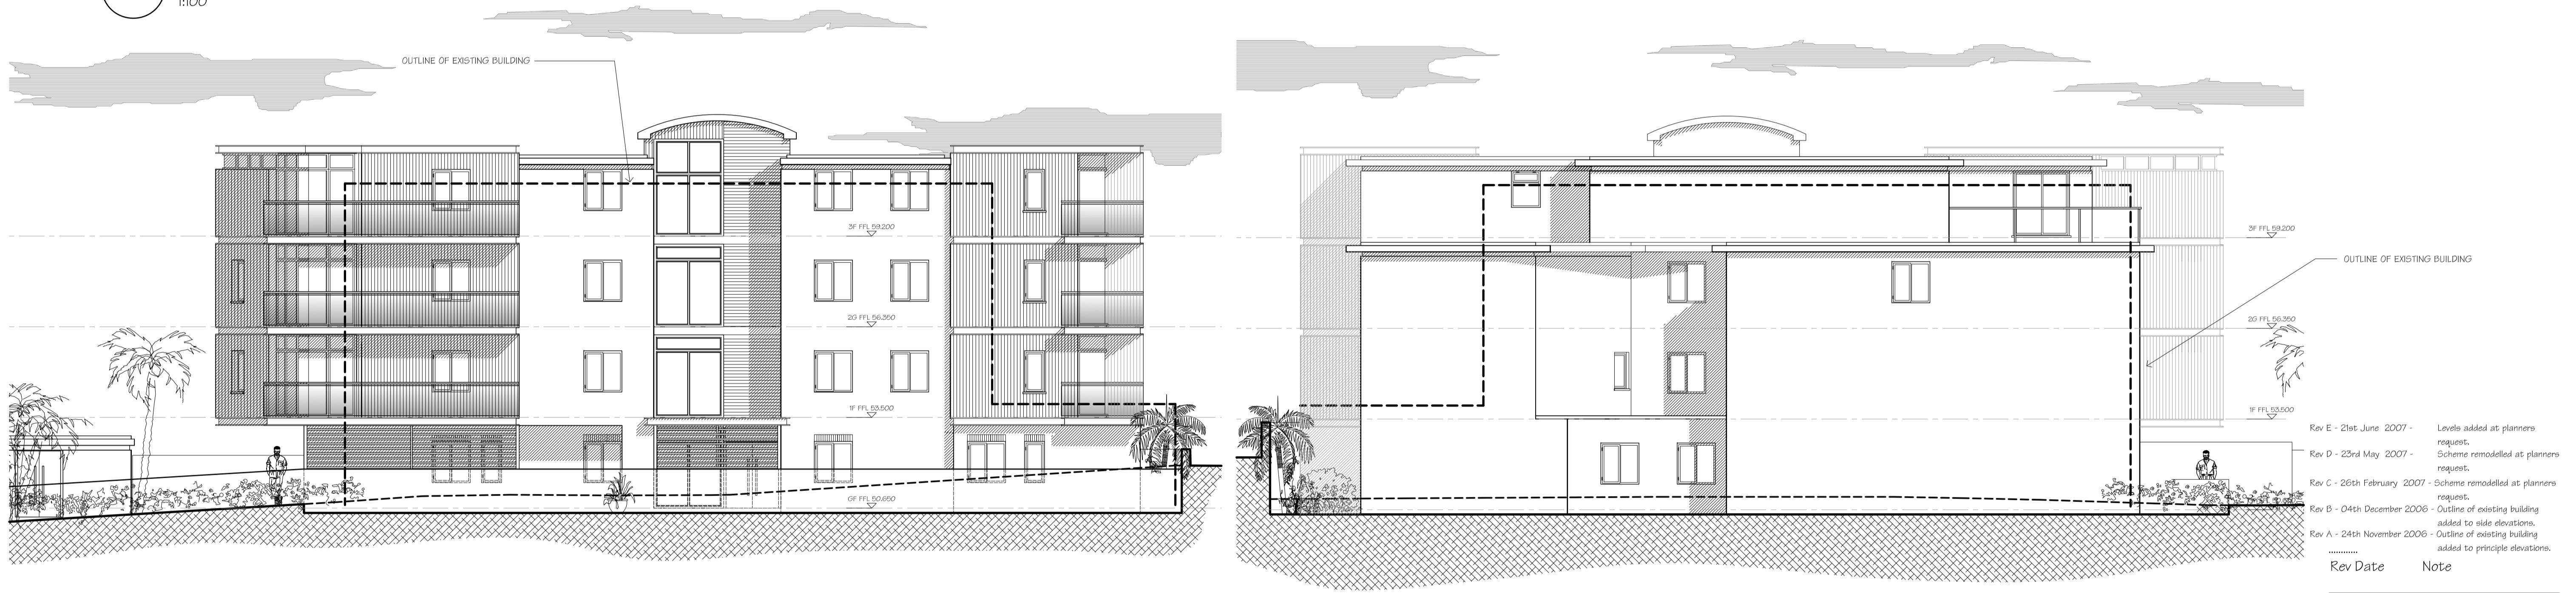 1:100
OUTLINE OF EXISTING BUILDING
3F FFL 59.200
2G FFL 56.350
1F FFL 53.500
GF FFL 50.650
3F FFL 59.200
OUTLINE OF EXISTING BUILDING
2G FFL 56.350
1F FFL 53.500
Rev E - 21st June 2007 - Levels added at planners
request.
Rev D - 23rd May 2007 - Scheme remodelled at planners
request.
Rev C - 26th February 2007 - Scheme remodelled at planners
request.
Rev B - 04th December 2006 - Outline of existing building
added to side elevations.
Rev A - 24th November 2006 - Outline of existing building
added to principle elevations.
Rev Date Note